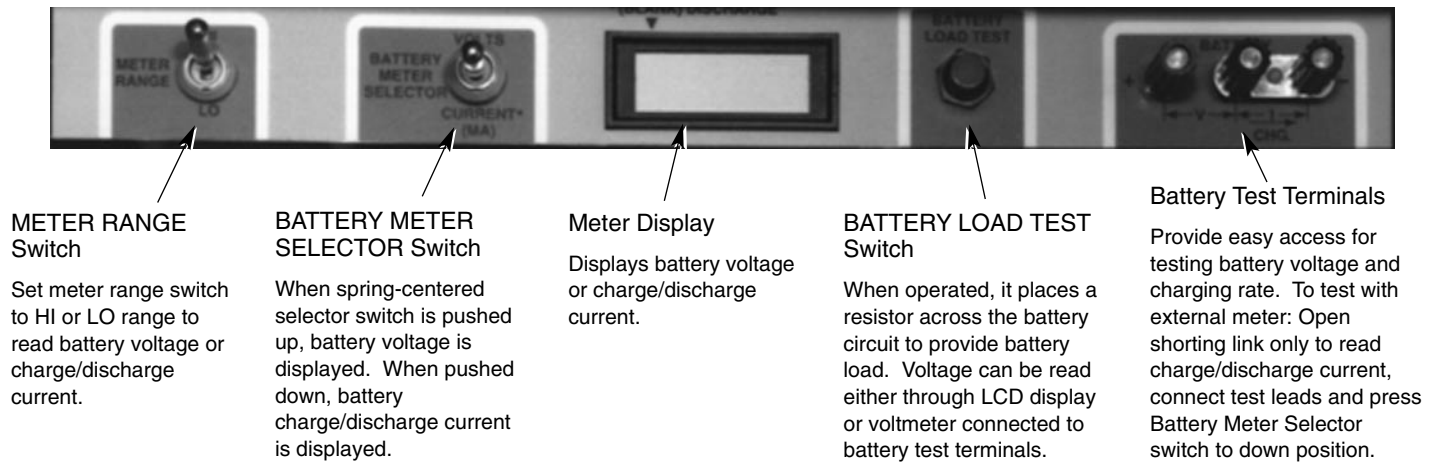 (BLANK) DISCHARGE
HI
METER
RANGE
LO
VOLTS
BATTERY
METER
SELECTOR
CURRENT*
(MA)
BATTERY
LOAD TEST
BATTERY
+
-
V
I
CHG.
METER RANGE
Switch
Set meter range switch
to HI or LO range to
read battery voltage or
charge/discharge
current.
BATTERY METER
SELECTOR Switch
When spring-centered
selector switch is pushed
up, battery voltage is
displayed. When pushed
down, battery
charge/discharge current
is displayed.
Meter Display
Displays battery voltage
or charge/discharge
current.
BATTERY LOAD TEST
Switch
When operated, it places a
resistor across the battery
circuit to provide battery
load. Voltage can be read
either through LCD display
or voltmeter connected to
battery test terminals.
Battery Test Terminals
Provide easy access for
testing battery voltage and
charging rate. To test with
external meter: Open
shorting link only to read
charge/discharge current,
connect test leads and press
Battery Meter Selector
switch to down position.